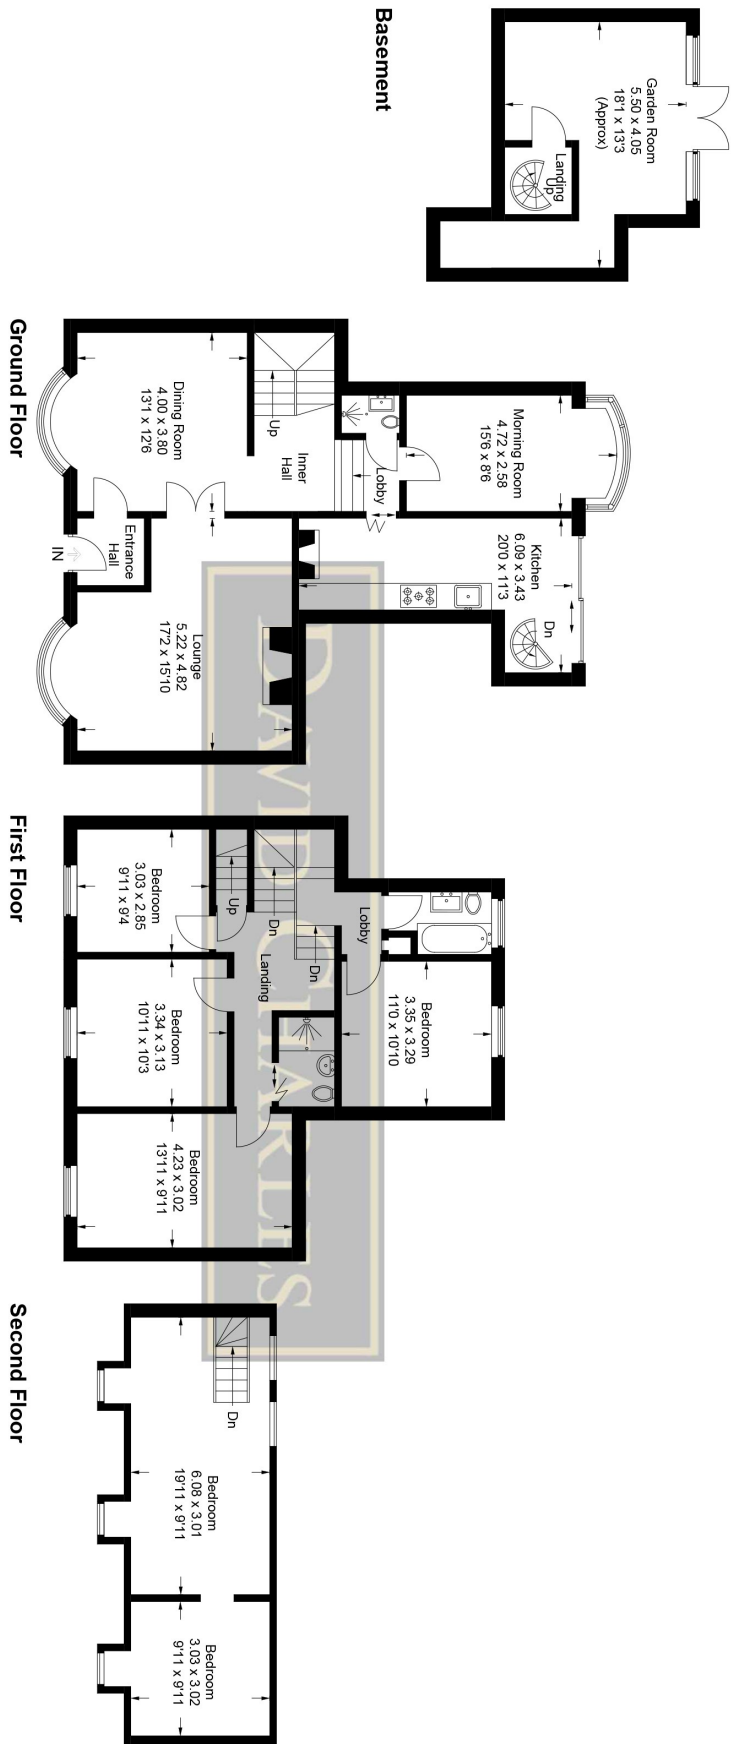 Basement
Garden Room
5.50 x 4.05
18'1 x 13'3
(Approx)
Landing
Up
Ground Floor
Morning Room
4.72 x 2.58
15'6 x 8'6
Kitchen
6.09 x 3.43
20'0 x 11'3
Dn
Lobby
Up
Inner
Hall
Dining Room
4.00 x 3.80
13'1 x 12'6
Entrance
Hall
IN
Lounge
5.22 x 4.82
17'2 x 15'10
First Floor
Lobby
Bedroom
3.35 x 3.29
11'0 x 10'10
Dn
Dn
Up
Landing
Bedroom
3.03 x 2.85
9'11 x 9'4
Bedroom
3.34 x 3.13
10'11 x 10'3
Bedroom
4.23 x 3.02
13'11 x 9'11
Second Floor
Dn
Bedroom
6.08 x 3.01
19'11 x 9'11
Bedroom
3.03 x 3.02
9'11 x 9'11
DAVID CHARLES